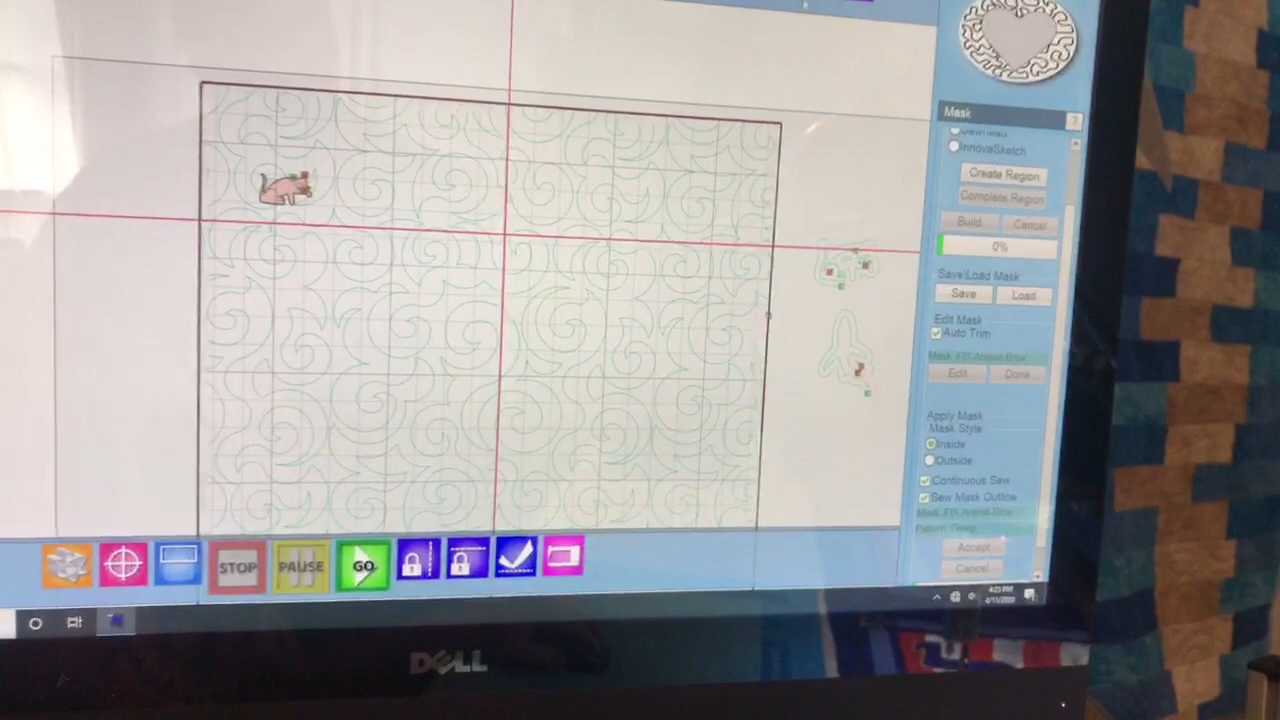 Mask
?
InnovaSketch
Create Region
Complete Region
Build
Cancel
0%
Save\Load Mask
Save
Load
Edit Mask
Auto Trim
Edit
Done
Apply Mask
Mask Style
Inside
Outside
Continuous Sew
Sew Mask Outline
Accept
Cancel
STOP
PAUSE
GO
DELL